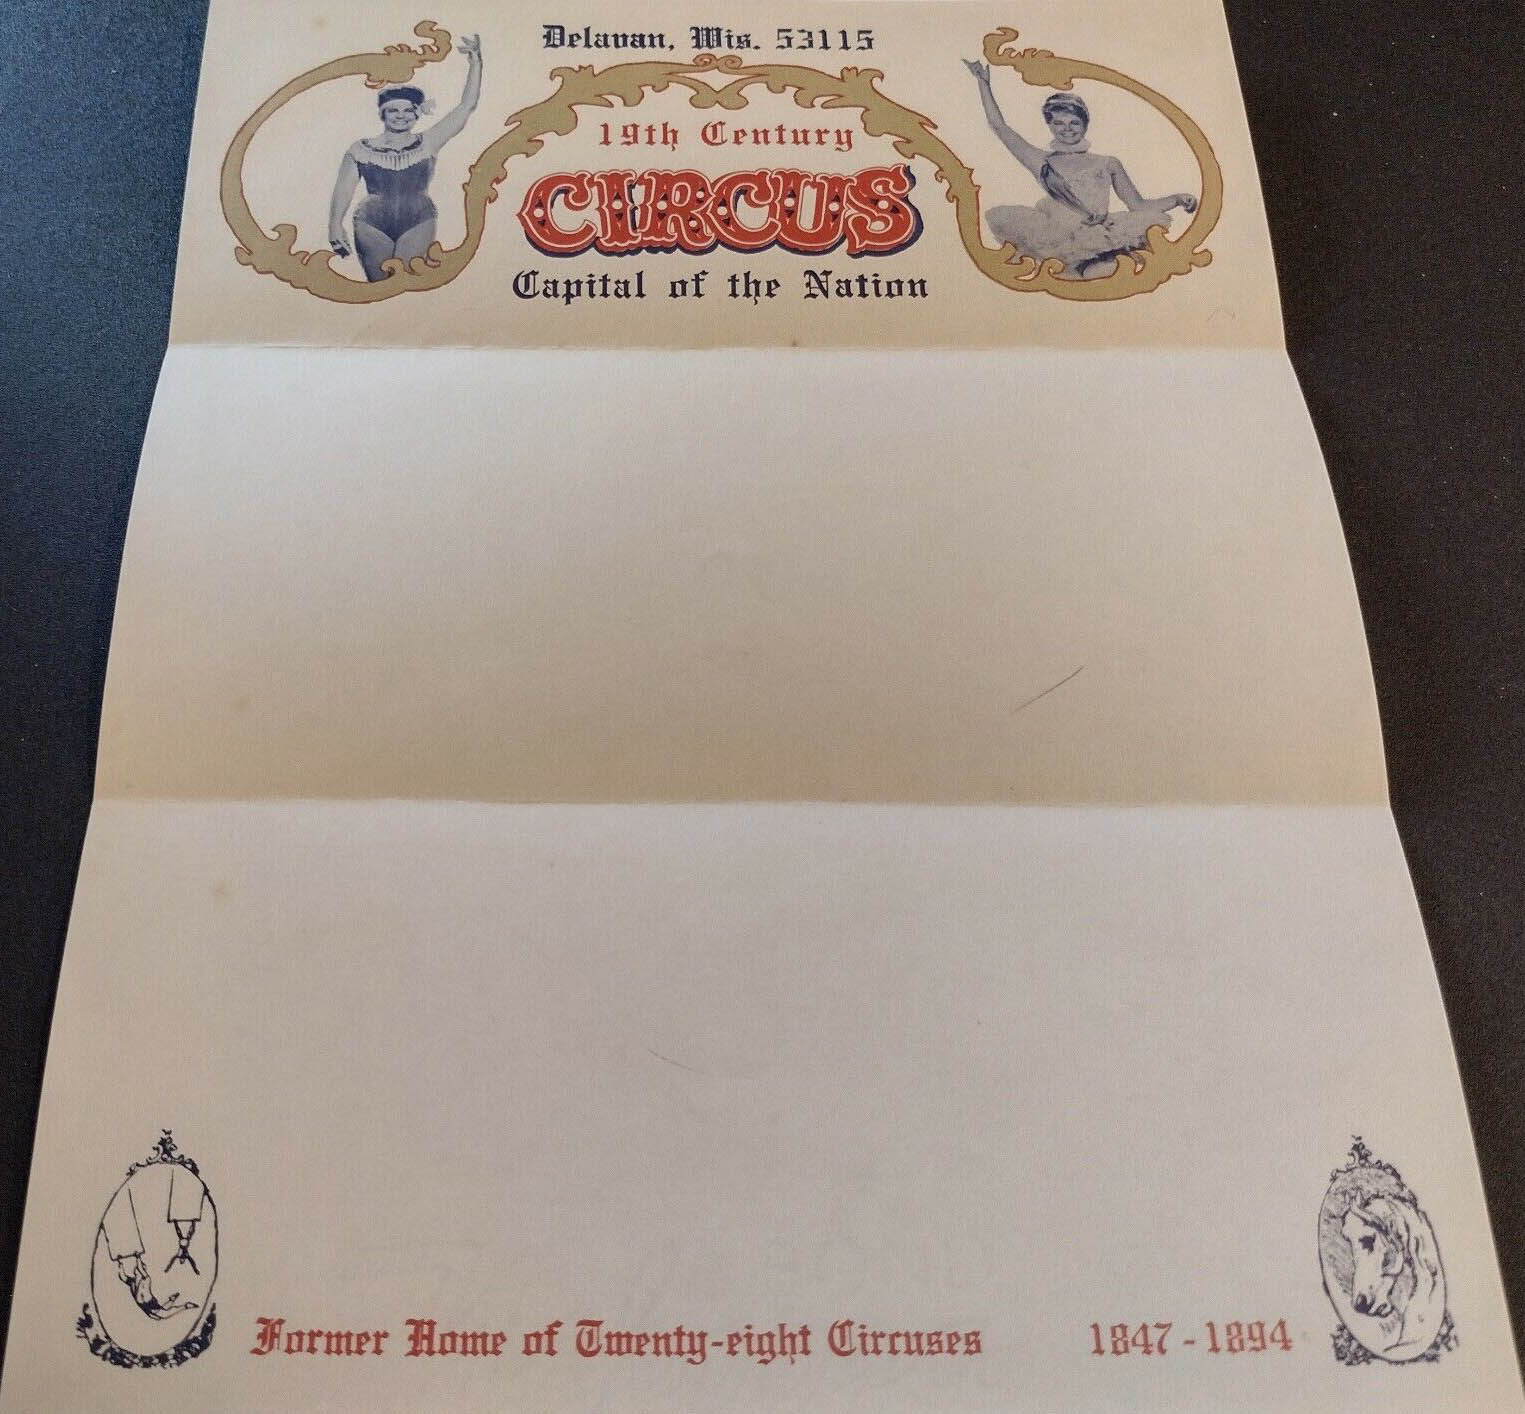 Delavan, Wis. 53115
19th Century
CIRCUS
Capital of the Nation
Former Home of Twenty-eight Circuses 1847 - 1894